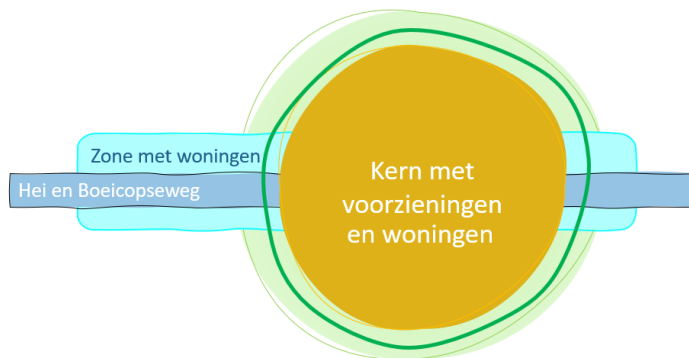 Zone met woningen
Hei en Boeicopseweg
Kern met
voorzieningen
en woningen